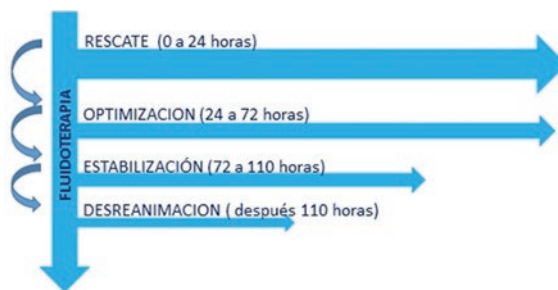 RESCATE (0 a 24 horas)
OPTIMIZACION (24 a 72 horas)
ESTABILIZACIÓN (72 a 110 horas)
DESREANIMACION ( después 110 horas)
FLUIDOTERAPIA